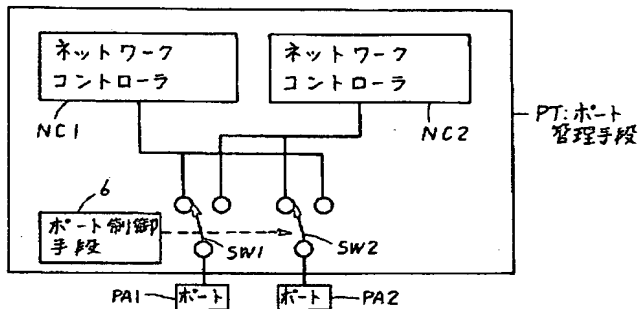 ネットワーク
コントローラ
ネットワーク
コントローラ
NC1
NC2
PT:ポート
管理手段
6
ポート制御
手段
SW1
SW2
PA1
ポート
ポート
PA2